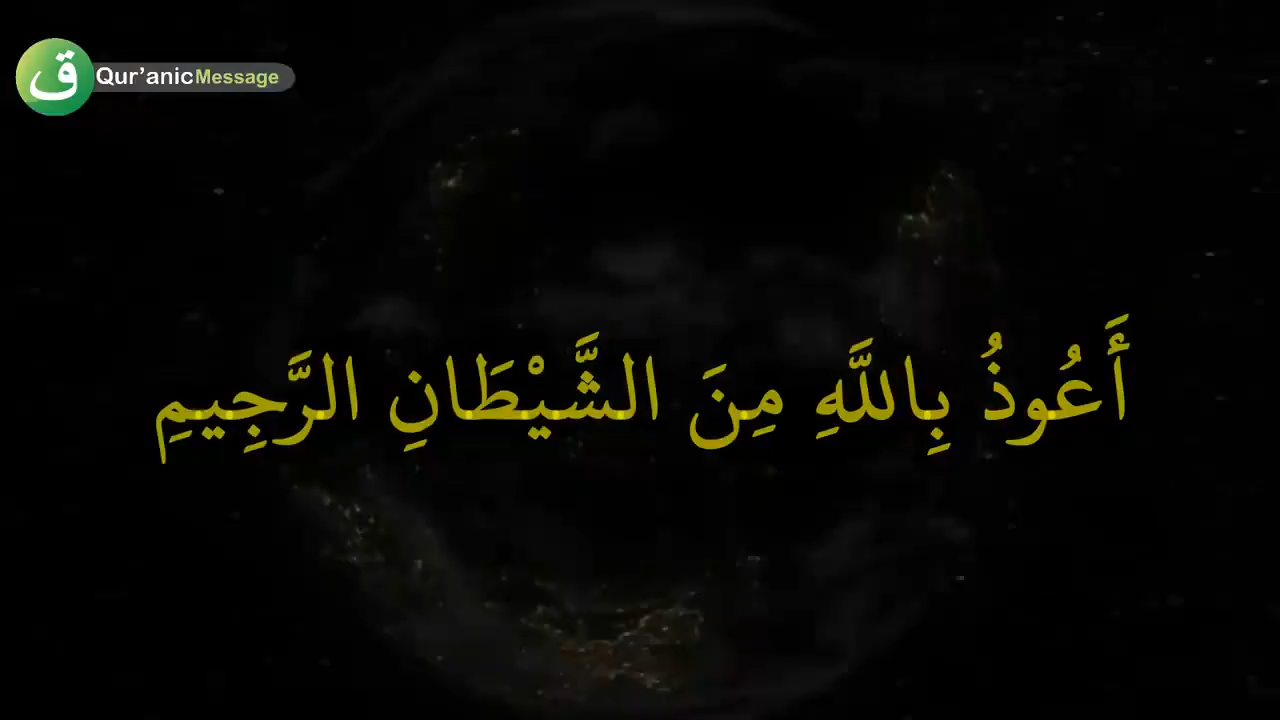 ق Qur’anicMessage
أَعُوذُ بِاللَّهِ مِنَ الشَّيْطَانِ الرَّجِيمِ